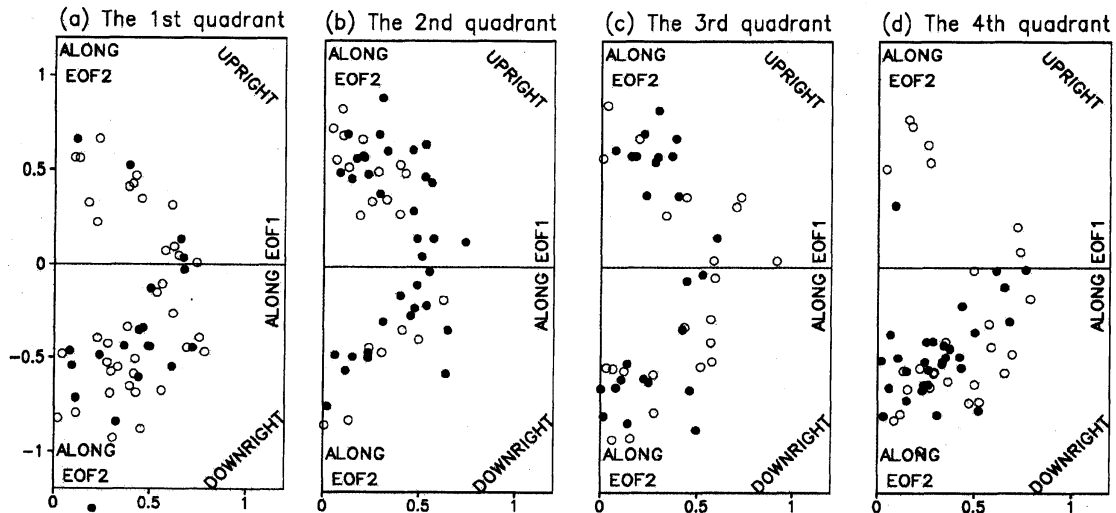 (a) The 1st quadrant
(b) The 2nd quadrant
(c) The 3rd quadrant
(d) The 4th quadrant
ALONG
EOF2
UPRIGHT
ALONG EOF1
DOWNRIGHT
ALONG
EOF2
1
0.5
0
-0.5
-1
0
0.5
1
ALONG
EOF2
UPRIGHT
ALONG EOF1
DOWNRIGHT
ALONG
EOF2
0
0.5
1
ALONG
EOF2
UPRIGHT
ALONG EOF1
DOWNRIGHT
ALONG
EOF2
0
0.5
1
ALONG
EOF2
UPRIGHT
ALONG EOF1
DOWNRIGHT
ALONG
EOF2
0
0.5
1